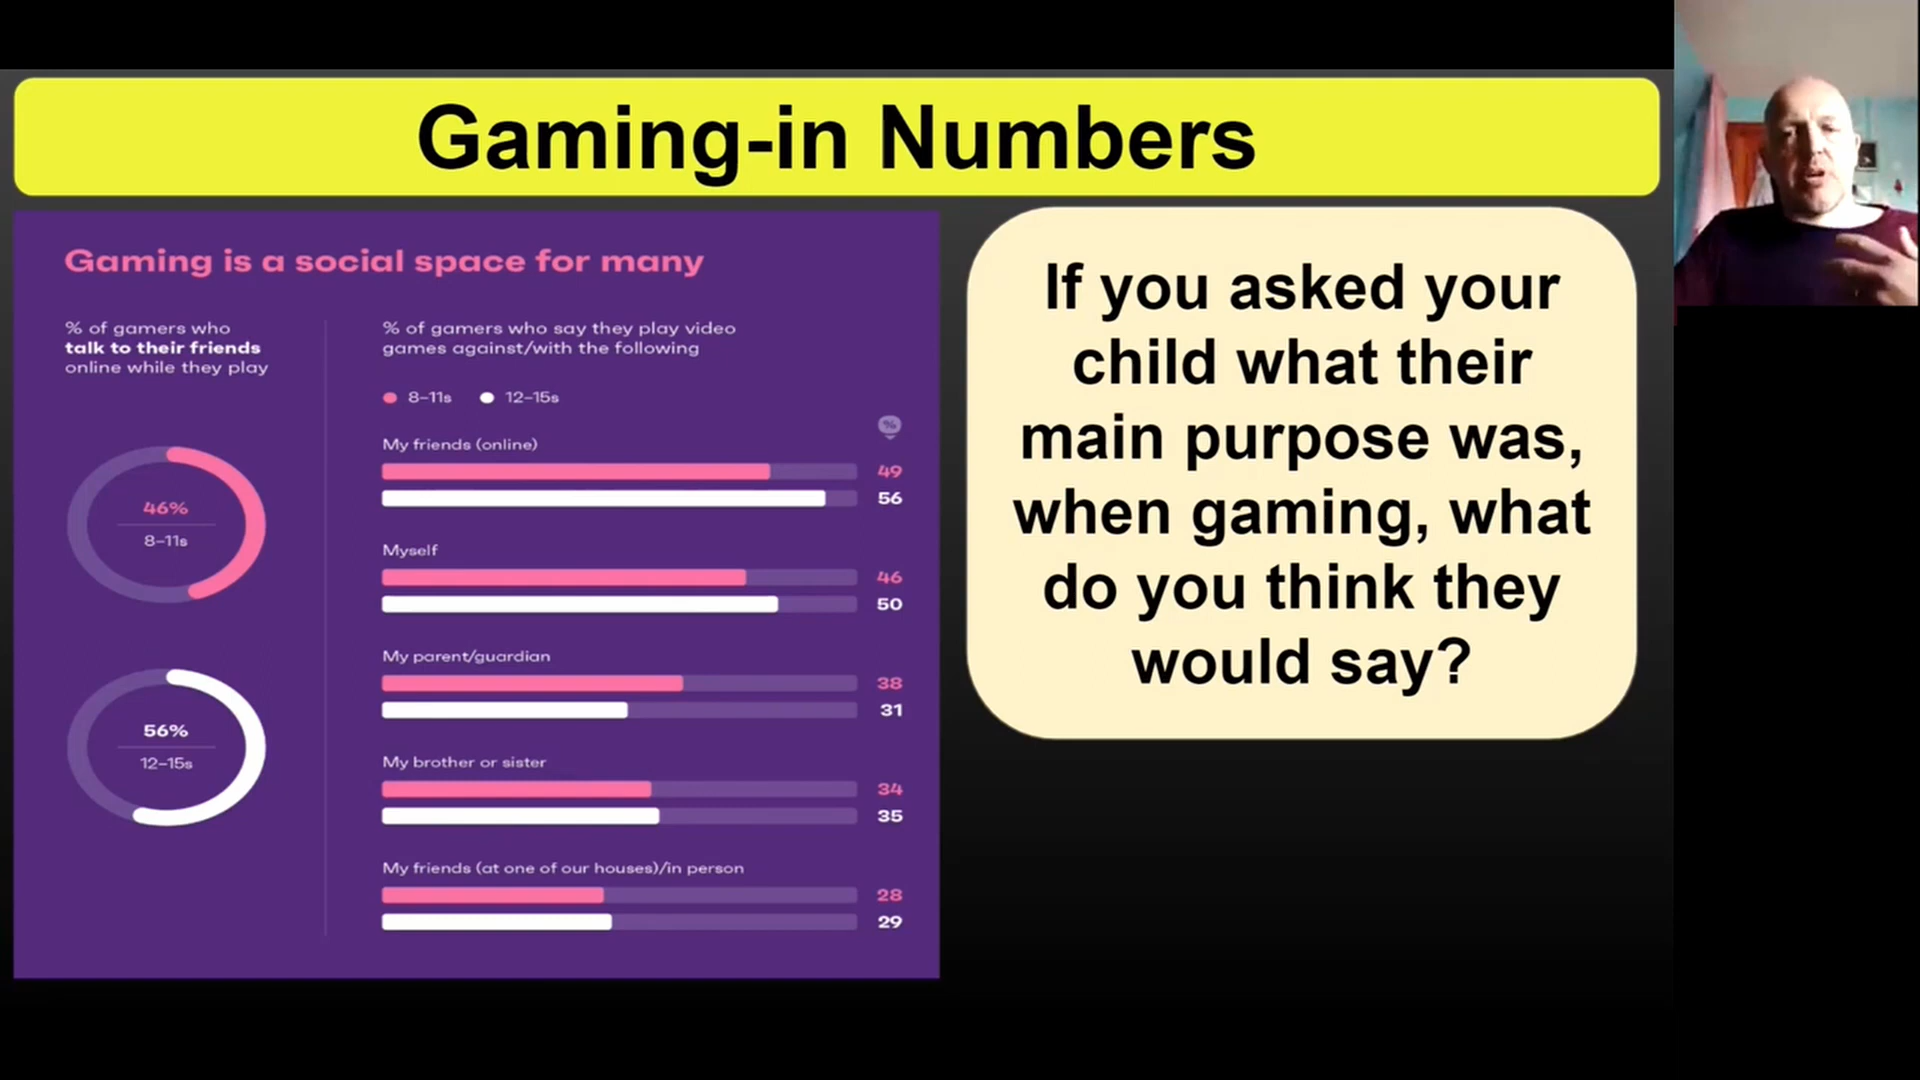 Gaming-in Numbers
Gaming is a social space for many
% of gamers who
talk to their friends
online while they play
46%
8–11s
56%
12–15s
% of gamers who say they play video
games against/with the following
8–11s 12–15s
%
My friends (online)
49
56
Myself
46
50
My parent/guardian
38
31
My brother or sister
34
35
My friends (at one of our houses)/in person
28
29
If you asked your
child what their
main purpose was,
when gaming, what
do you think they
would say?